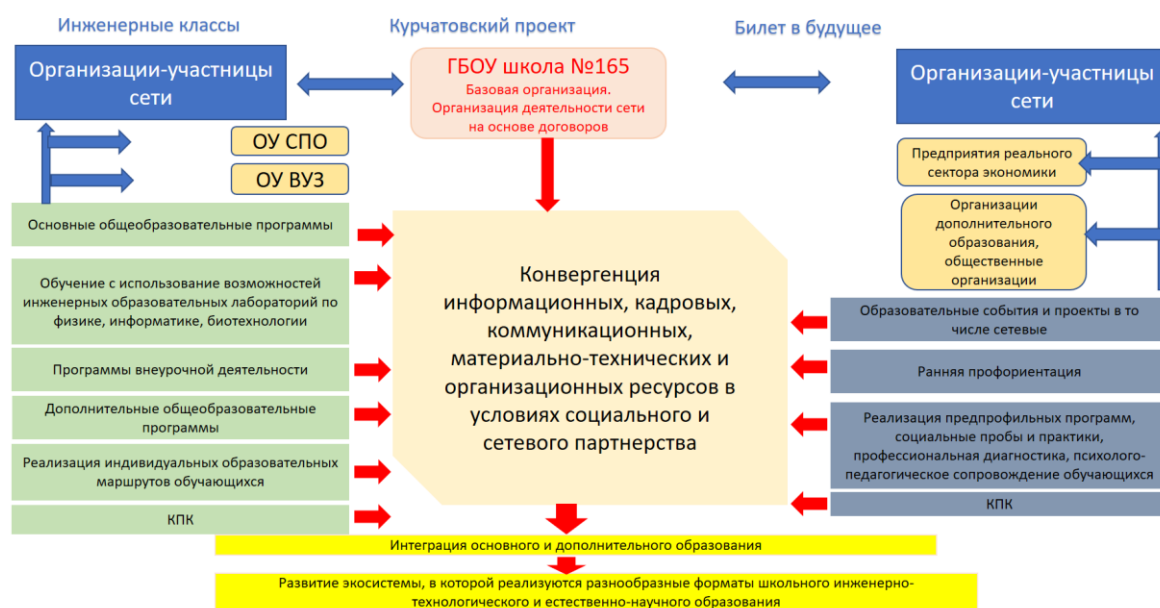 Инженерные классы
Курчатовский проект
Билет в будущее
Организации-участницы
сети
ГБОУ школа №165
Базовая организация.
Организация деятельности сети
на основе договоров
Организации-участницы
сети
ОУ СПО
ОУ ВУЗ
Предприятия реального
сектора экономики
Организации
дополнительного
образования,
общественные
организации
Основные общеобразовательные программы
Обучение с использование возможностей
инженерных образовательных лабораторий по
физике, информатике, биотехнологии
Программы внеурочной деятельности
Дополнительные общеобразовательные
программы
Реализация индивидуальных образовательных
маршрутов обучающихся
КПК
Конвергенция
информационных, кадровых,
коммуникационных,
материально-технических и
организационных ресурсов в
условиях социального и
сетевого партнерства
Образовательные события и проекты в то
числе сетевые
Ранняя профориентация
Реализация предпрофильных программ,
социальные пробы и практики,
профессиональная диагностика, психолого-
педагогическое сопровождение обучающихся
КПК
Интеграция основного и дополнительного образования
Развитие экосистемы, в которой реализуются разнообразные форматы школьного инженерно-
технологического и естественно-научного образования